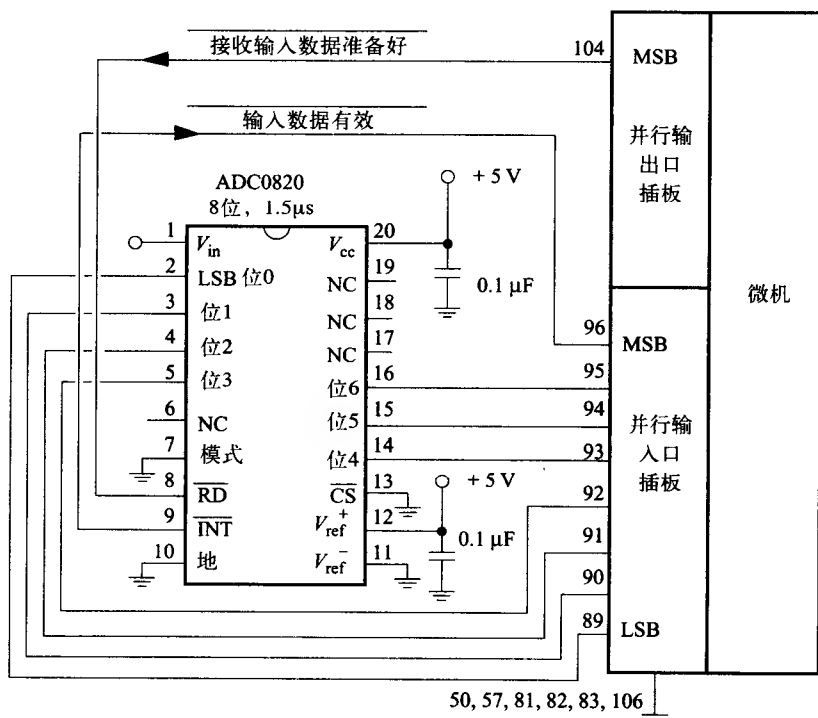 接收输入数据准备好
104
MSB
输入数据有效
并行输
出口
插板
+5 V
ADC0820
8位，1.5μs
1
Vin
Vcc
20
2
LSB 位0
19
NC
0.1 μF
微机
3
位1
18
NC
4
位2
17
NC
96
MSB
5
位3
16
位6
95
6
NC
15
位5
94
并行输
入口
插板
7
模式
14
位4
93
8
RD
13
CS
+5 V
92
9
INT
12
Vref+
0.1 μF
91
10
地
11
Vref-
90
89
LSB
50, 57, 81, 82, 83, 106